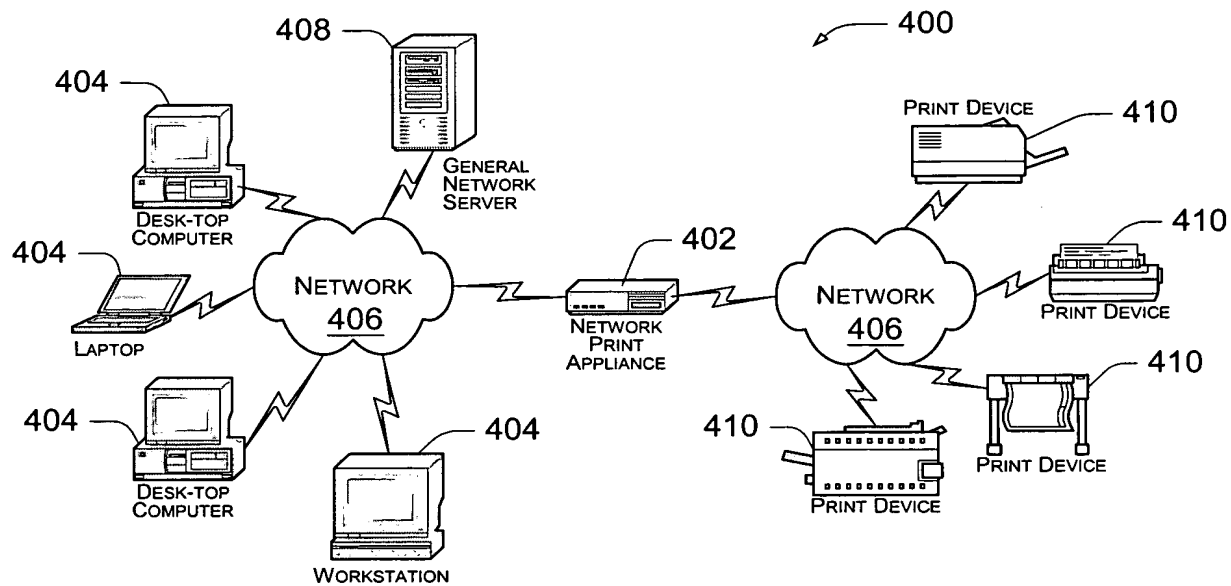 400
408
404
GENERAL
NETWORK
SERVER
DESK-TOP
COMPUTER
404
LAPTOP
404
DESK-TOP
COMPUTER
404
WORKSTATION
NETWORK
406
402
NETWORK
PRINT
APPLIANCE
NETWORK
406
PRINT DEVICE
410
410
PRINT DEVICE
410
PRINT DEVICE
410
PRINT DEVICE